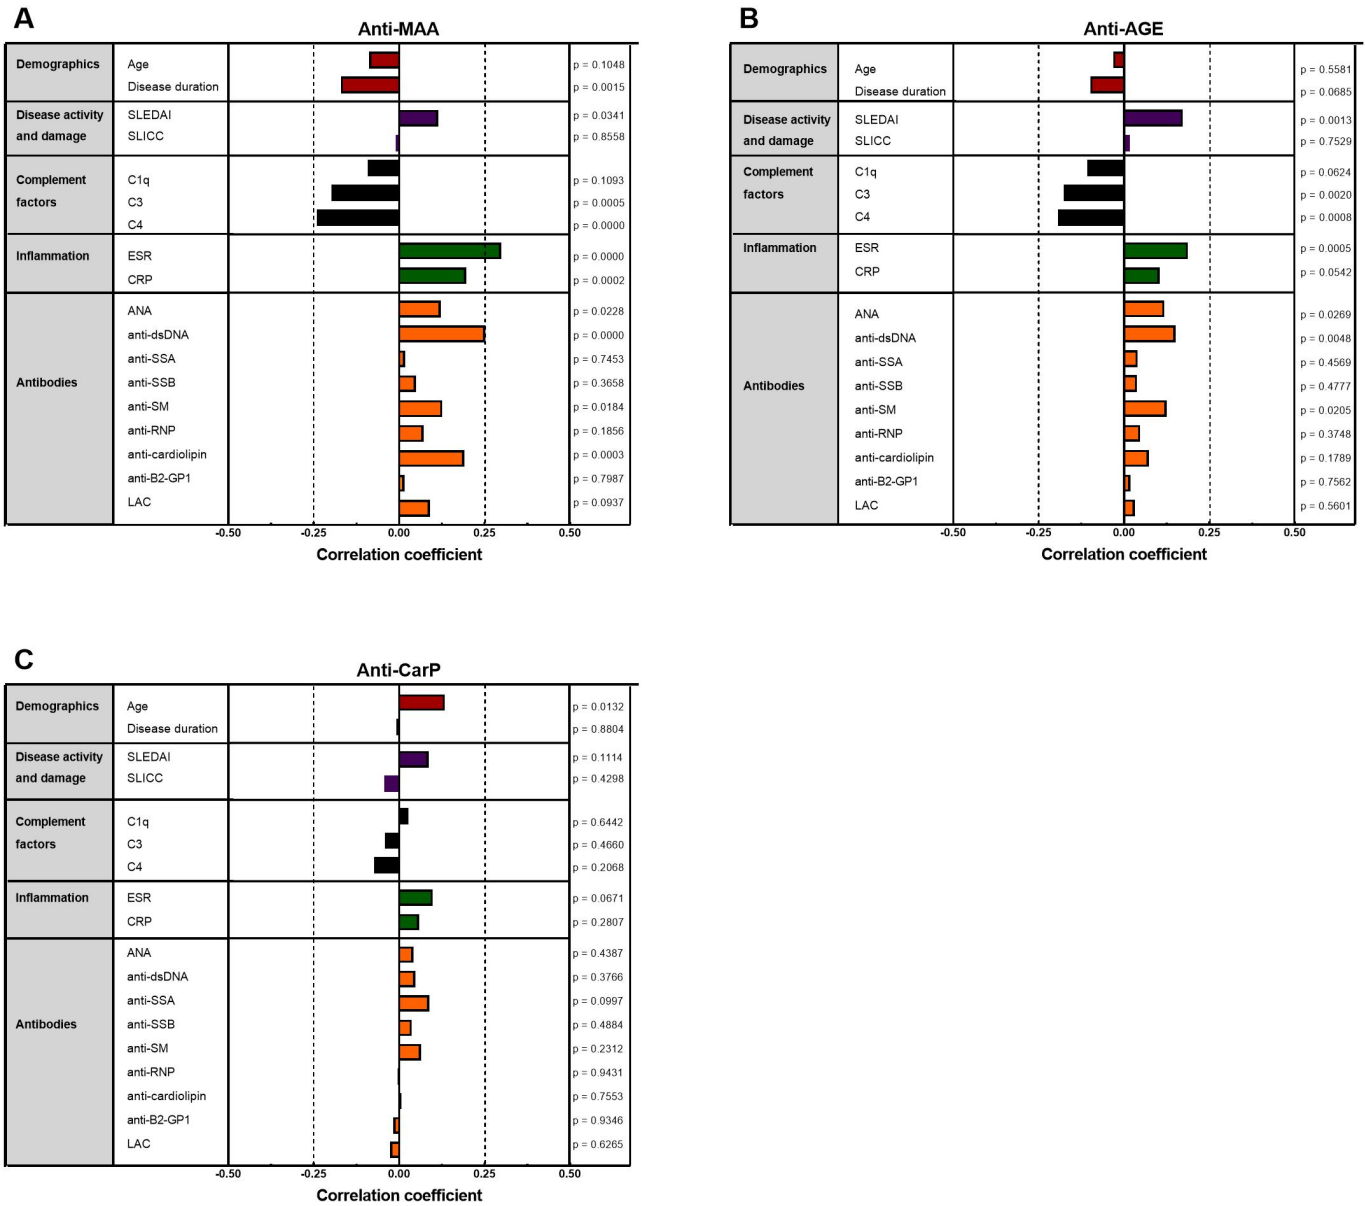 A
Anti-MAA
Demographics
Age
p = 0.1048
Disease duration
p = 0.0015
Disease activity
and damage
SLEDAI
p = 0.0341
SLICC
p = 0.8558
Complement
factors
C1q
p = 0.1093
C3
p = 0.0005
C4
p = 0.0000
Inflammation
ESR
p = 0.0000
CRP
p = 0.0002
Antibodies
ANA
p = 0.0228
anti-dsDNA
p = 0.0000
anti-SSA
p = 0.7453
anti-SSB
p = 0.3658
anti-SM
p = 0.0184
anti-RNP
p = 0.1856
anti-cardiolipin
p = 0.0003
anti-B2-GP1
p = 0.7987
LAC
p = 0.0937
-0.50 -0.25 0.00 0.25 0.50
Correlation coefficient
B
Anti-AGE
Demographics
Age
p = 0.5581
Disease duration
p = 0.0685
Disease activity
and damage
SLEDAI
p = 0.0013
SLICC
p = 0.7529
Complement
factors
C1q
p = 0.0624
C3
p = 0.0020
C4
p = 0.0008
Inflammation
ESR
p = 0.0005
CRP
p = 0.0542
Antibodies
ANA
p = 0.0269
anti-dsDNA
p = 0.0048
anti-SSA
p = 0.4569
anti-SSB
p = 0.4777
anti-SM
p = 0.0205
anti-RNP
p = 0.3748
anti-cardiolipin
p = 0.1789
anti-B2-GP1
p = 0.7562
LAC
p = 0.5601
-0.50 -0.25 0.00 0.25 0.50
Correlation coefficient
C
Anti-CarP
Demographics
Age
p = 0.0132
Disease duration
p = 0.8804
Disease activity
and damage
SLEDAI
p = 0.1114
SLICC
p = 0.4298
Complement
factors
C1q
p = 0.6442
C3
p = 0.4660
C4
p = 0.2068
Inflammation
ESR
p = 0.0671
CRP
p = 0.2807
Antibodies
ANA
p = 0.4387
anti-dsDNA
p = 0.3766
anti-SSA
p = 0.0997
anti-SSB
p = 0.4884
anti-SM
p = 0.2312
anti-RNP
p = 0.9431
anti-cardiolipin
p = 0.7553
anti-B2-GP1
p = 0.9346
LAC
p = 0.6265
-0.50 -0.25 0.00 0.25 0.50
Correlation coefficient